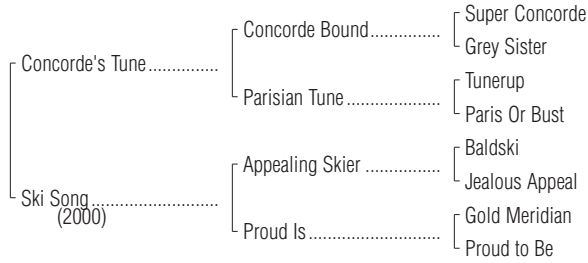 Super Concorde
Concorde Bound................
Grey Sister
Concorde's Tune...............
Tunerup
Parisian Tune.....................
Paris Or Bust
Baldski
Appealing Skier .................
Jealous Appeal
Ski Song...........................
(2000)
Gold Meridian
Proud Is.............................
Proud to Be